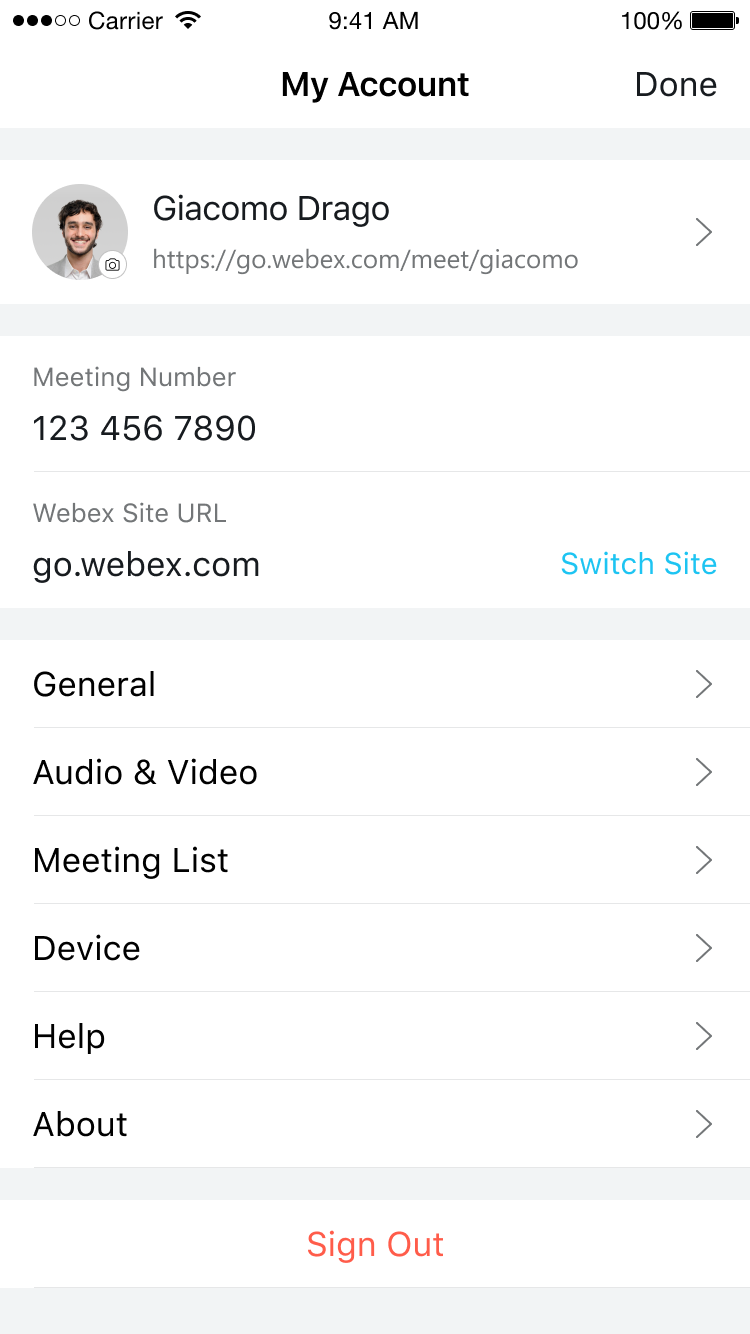 Carrier 9:41 AM 100%
My Account Done
Giacomo Drago
https://go.webex.com/meet/giacomo
Meeting Number
123 456 7890
Webex Site URL
go.webex.com Switch Site
General
Audio & Video
Meeting List
Device
Help
About
Sign Out